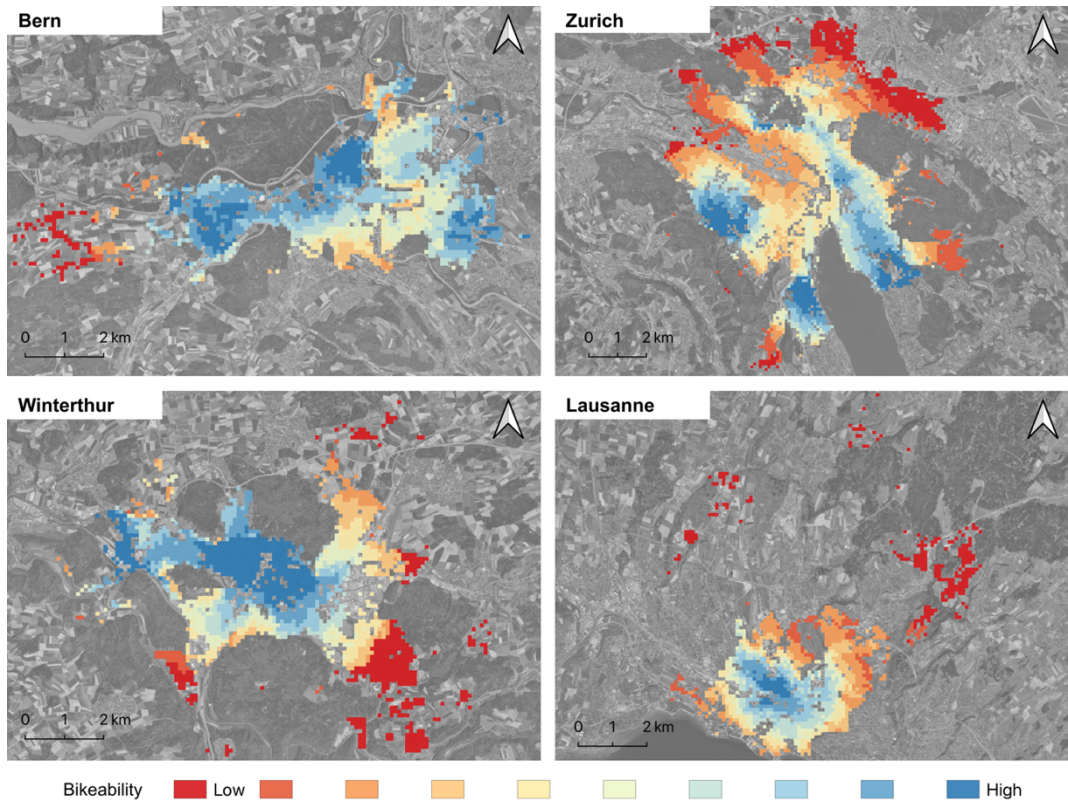 Bern
0 1 2 km
Zurich
0 1 2 km
Winterthur
0 1 2 km
Lausanne
0 1 2 km
Bikeability Low High